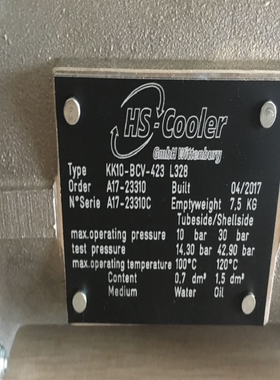 HS-Cooler
GmbH Wittenburg
Type KK10-BCV-423 L328
Order A17-23310 Built 04/2017
N°Serie A17-23310C Emptyweight 7,5 KG
Tubeside/Shellside
max.operating pressure 10 bar 30 bar
test pressure 14,30 bar 42,90 bar
max.operating temperature 100°C 120°C
Content 0,7 dm³ 1,5 dm³
Medium Water Oil